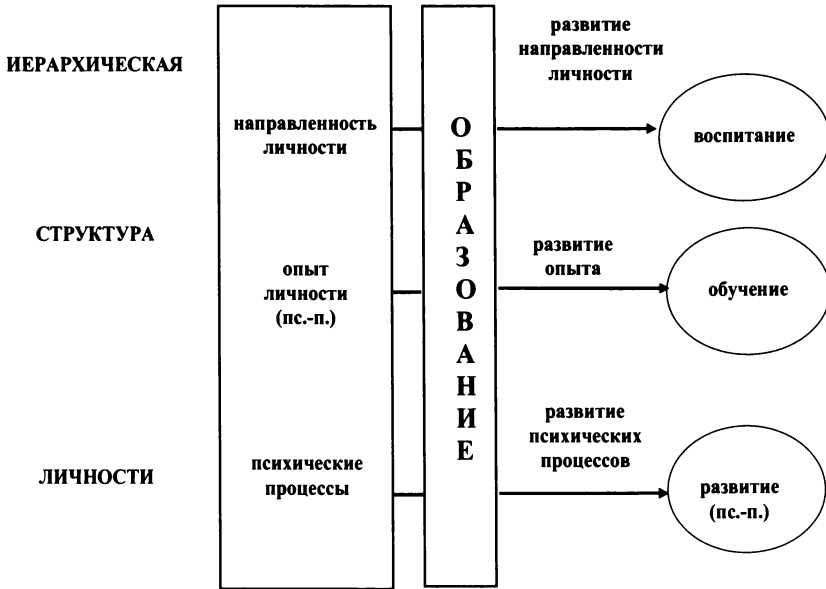 ИЕРАРХИЧЕСКАЯ
СТРУКТУРА
ЛИЧНОСТИ
направленность
личности
опыт
личности
(пс.-п.)
психические
процессы
ОБРАЗОВАНИЕ
развитие
направленности
личности
воспитание
развитие
опыта
обучение
развитие
психических
процессов
развитие
(пс.-п.)